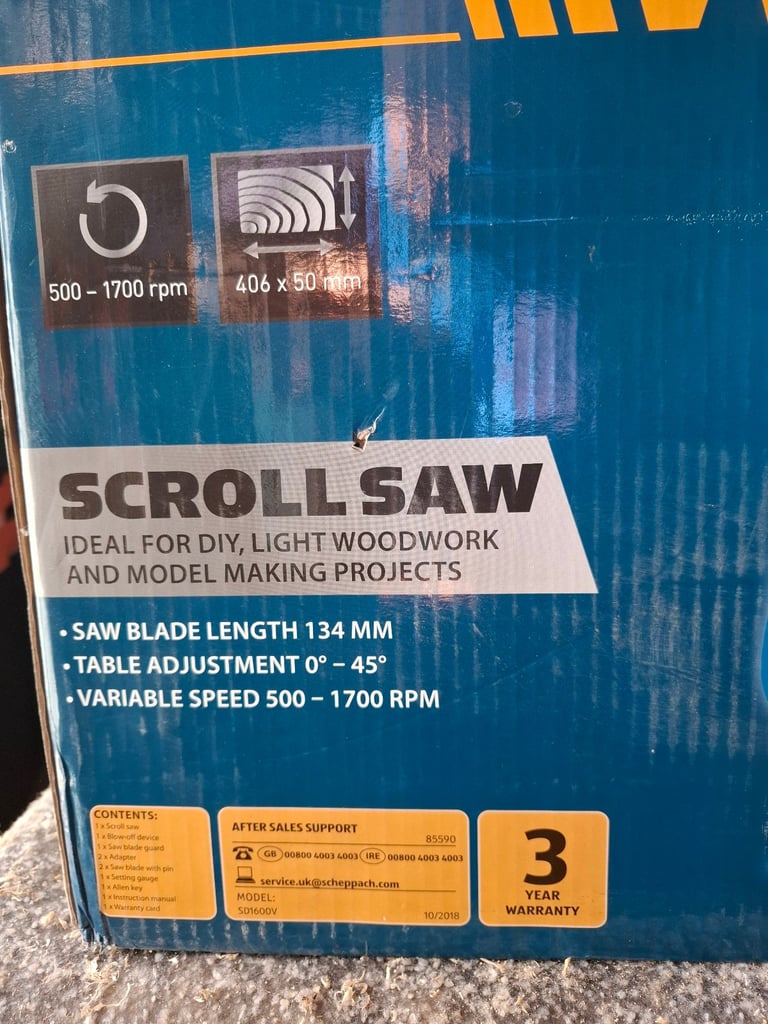 500 – 1700 rpm
406 x 50 mm
SCROLL SAW
IDEAL FOR DIY, LIGHT WOODWORK
AND MODEL MAKING PROJECTS
• SAW BLADE LENGTH 134 MM
• TABLE ADJUSTMENT 0° – 45°
• VARIABLE SPEED 500 – 1700 RPM
CONTENTS:
1 x Scroll saw
1 x Blow-off device
1 x Saw blade guard
2 x Adapter
2 x Saw blade with pin
1 x Setting gauge
1 x Allen key
1 x Instruction manual
1 x Warranty card
AFTER SALES SUPPORT
85590
GB 00800 4003 4003 IRE 00800 4003 4003
service.uk@scheppach.com
MODEL:
SD1600V
10/2018
3
YEAR
WARRANTY